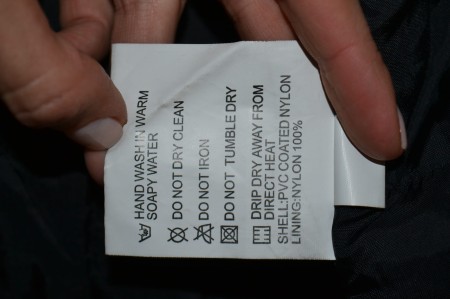 HAND WASH IN WARM
SOAPY WATER
DO NOT DRY CLEAN
DO NOT IRON
DO NOT TUMBLE DRY
DRIP DRY AWAY FROM
DIRECT HEAT
SHELL:PVC COATED NYLON
LINING:NYLON 100%